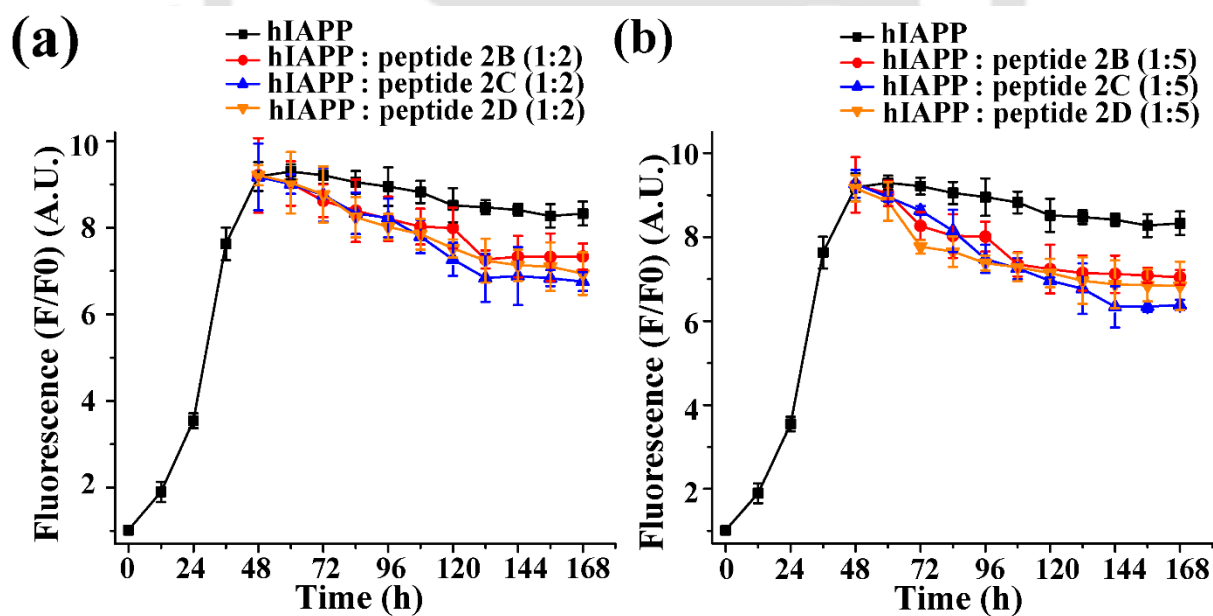 (a)
hIAPP
hIAPP : peptide 2B (1:2)
hIAPP : peptide 2C (1:2)
hIAPP : peptide 2D (1:2)
Fluorescence (F/F0) (A.U.)
10
8
6
4
2
0 24 48 72 96 120 144 168
Time (h)
(b)
hIAPP
hIAPP : peptide 2B (1:5)
hIAPP : peptide 2C (1:5)
hIAPP : peptide 2D (1:5)
Fluorescence (F/F0) (A.U.)
10
8
6
4
2
0 24 48 72 96 120 144 168
Time (h)